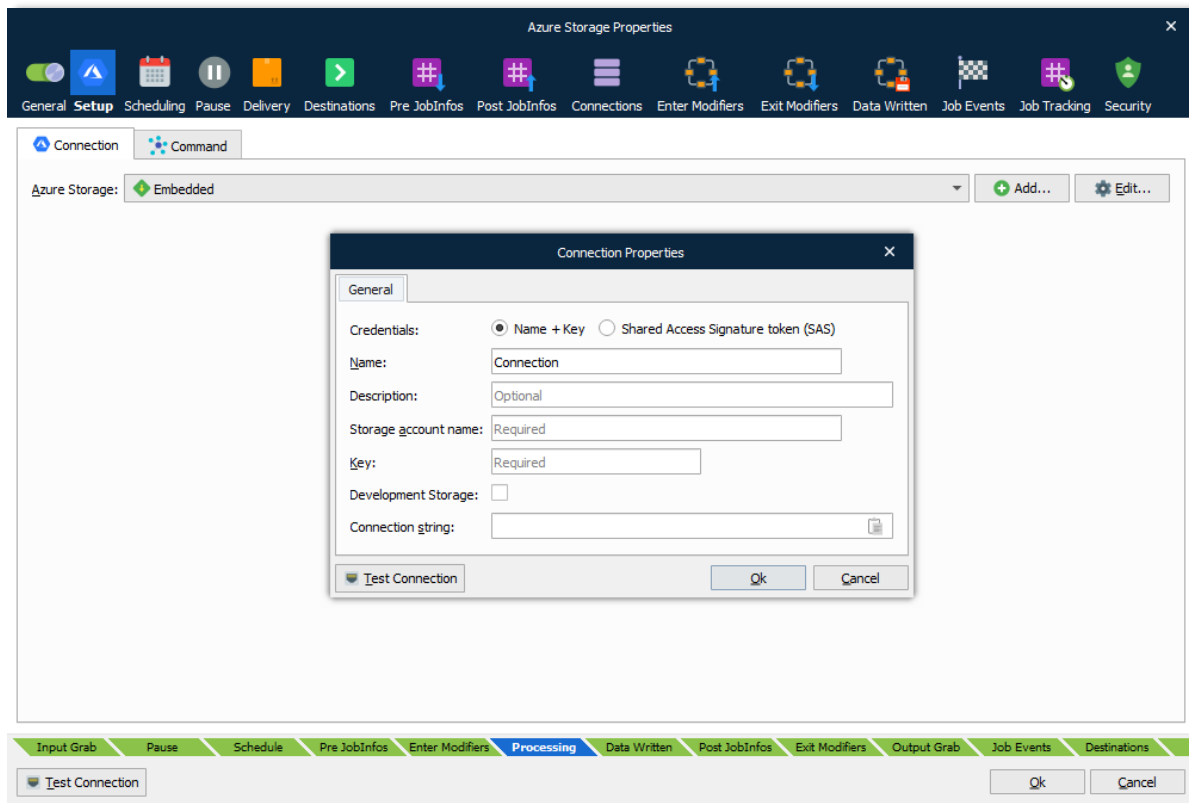 Azure Storage Properties
General Setup Scheduling Pause Delivery Destinations Pre JobInfos Post JobInfos Connections Enter Modifiers Exit Modifiers Data Written Job Events Job Tracking Security
Connection Command
Azure Storage: Embedded Add... Edit...
Connection Properties
General
Credentials: Name + Key Shared Access Signature token (SAS)
Name: Connection
Description: Optional
Storage account name: Required
Key: Required
Development Storage:
Connection string:
Test Connection Ok Cancel
Input Grab Pause Schedule Pre JobInfos Enter Modifiers Processing Data Written Post JobInfos Exit Modifiers Output Grab Job Events Destinations
Test Connection Ok Cancel